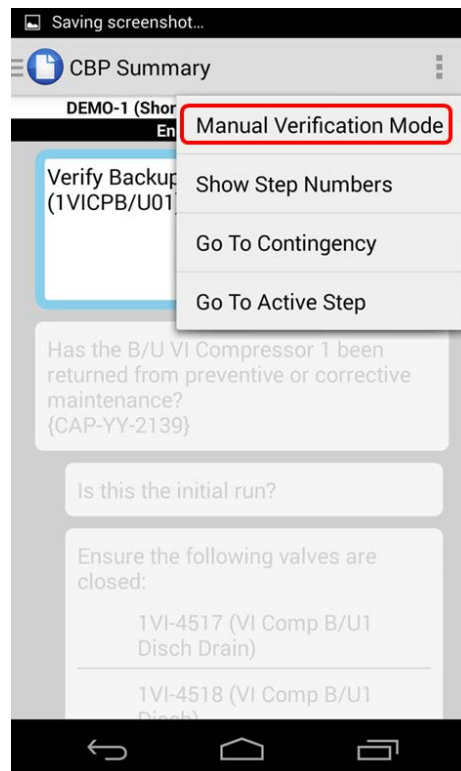 Saving screenshot...
CBP Summary
DEMO-1 (Shor
En
Manual Verification Mode
Show Step Numbers
Go To Contingency
Go To Active Step
Verify Backup
(1VICPB/U01
Has the B/U VI Compressor 1 been
returned from preventive or corrective
maintenance?
{CAP-YY-2139}
Is this the initial run?
Ensure the following valves are
closed:
1VI-4517 (VI Comp B/U1
Disch Drain)
1VI-4518 (VI Comp B/U1
Disch)